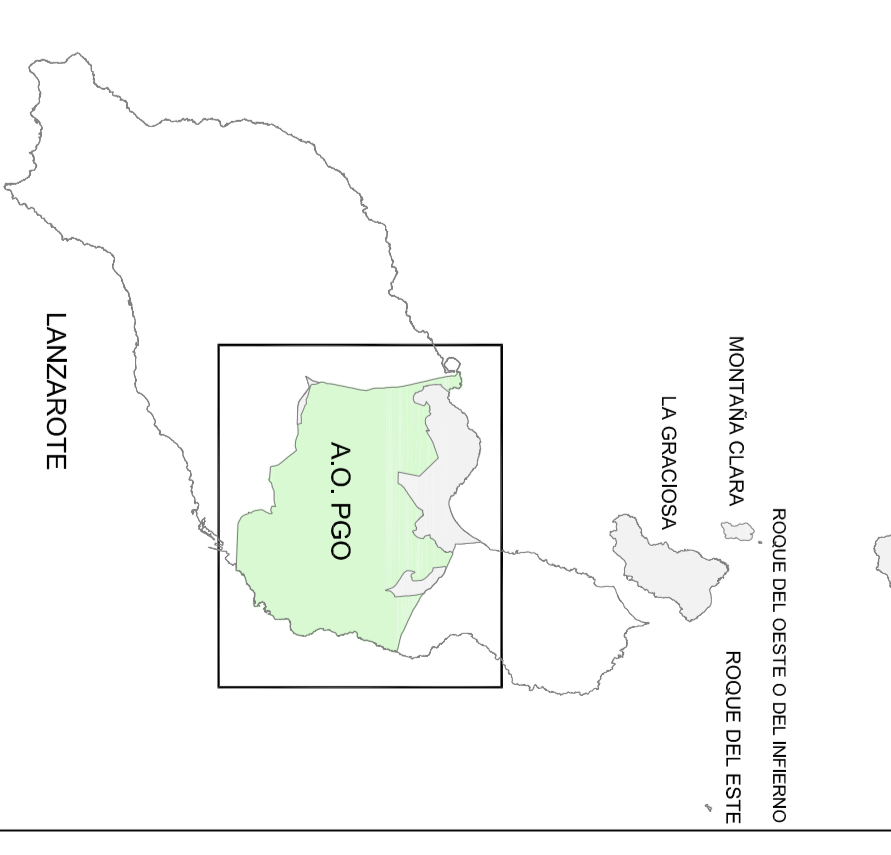 ROQUE DEL OESTE O DEL INFIERNO
MONTAÑA CLARA
ROQUE DEL ESTE
LA GRACIOSA
A.O. PGO
LANZAROTE